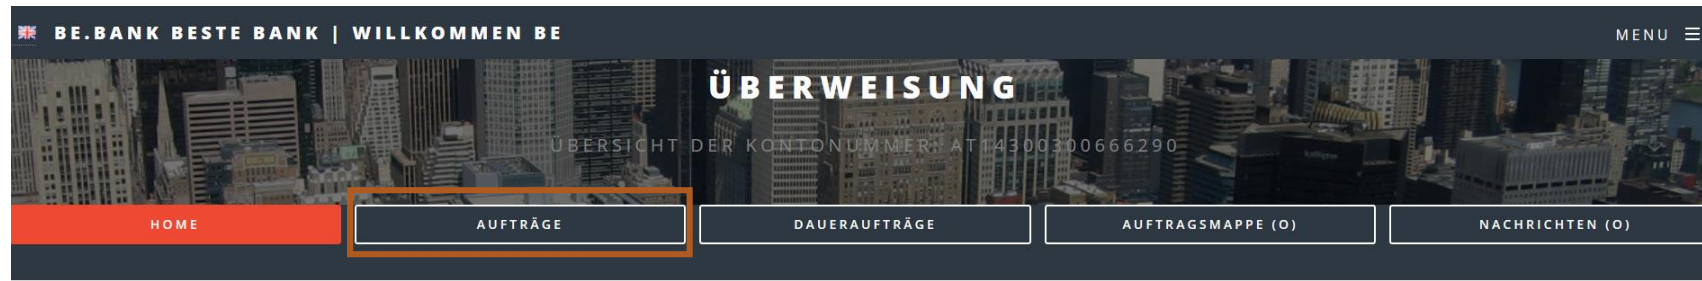 BE.BANK BESTE BANK | WILLKOMMEN BE
MENU
ÜBERWEISUNG
ÜBERSICHT DER KONTONUMMER: AT14300300666290
HOME
AUFTRÄGE
DAUERAUFTRÄGE
AUFTRAGSMAPPE (0)
NACHRICHTEN (0)